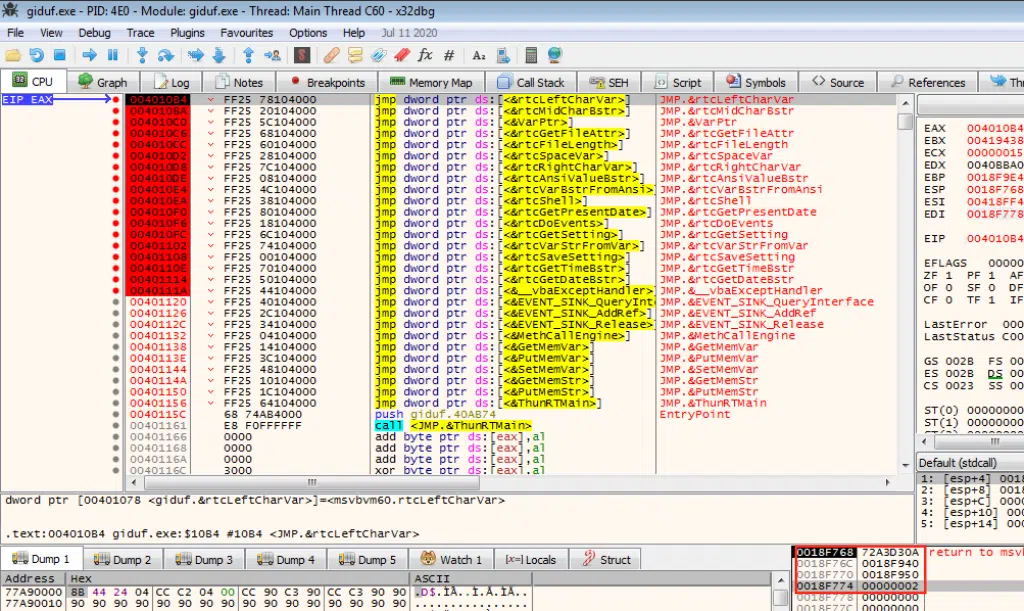 giduf.exe - PID: 4E0 - Module: giduf.exe - Thread: Main Thread C60 - x32dbg
File View Debug Trace Plugins Favourites Options Help Jul 11 2020
CPU Graph Log Notes Breakpoints Memory Map Call Stack SEH Script Symbols Source References Thr
EIP EAX 004010B4 FF25 78104000 jmp dword ptr ds:[<&rtcLeftCharVar>] JMP.&rtcLeftCharVar
004010BA FF25 20104000 jmp dword ptr ds:[<&rtcMidCharBstr>] JMP.&rtcMidCharBstr
004010C0 FF25 5C104000 jmp dword ptr ds:[<&VarPtr>] JMP.&VarPtr
004010C6 FF25 68104000 jmp dword ptr ds:[<&rtcGetFileAttr>] JMP.&rtcGetFileAttr
004010CC FF25 60104000 jmp dword ptr ds:[<&rtcFileLength>] JMP.&rtcFileLength
004010D2 FF25 28104000 jmp dword ptr ds:[<&rtcSpaceVar>] JMP.&rtcSpaceVar
004010D8 FF25 7C104000 jmp dword ptr ds:[<&rtcRightCharVar>] JMP.&rtcRightCharVar
004010DE FF25 08104000 jmp dword ptr ds:[<&rtcAnsiValueBstr>] JMP.&rtcAnsiValueBstr
004010E4 FF25 4C104000 jmp dword ptr ds:[<&rtcVarBstrFromAnsi>] JMP.&rtcVarBstrFromAnsi
004010EA FF25 38104000 jmp dword ptr ds:[<&rtcShell>] JMP.&rtcShell
004010F0 FF25 80104000 jmp dword ptr ds:[<&rtcGetPresentDate>] JMP.&rtcGetPresentDate
004010F6 FF25 18104000 jmp dword ptr ds:[<&rtcDoEvents>] JMP.&rtcDoEvents
004010FC FF25 6C104000 jmp dword ptr ds:[<&rtcGetSetting>] JMP.&rtcGetSetting
00401102 FF25 74104000 jmp dword ptr ds:[<&rtcVarStrFromVar>] JMP.&rtcVarStrFromVar
00401108 FF25 00104000 jmp dword ptr ds:[<&rtcSaveSetting>] JMP.&rtcSaveSetting
0040110E FF25 70104000 jmp dword ptr ds:[<&rtcGetTimeBstr>] JMP.&rtcGetTimeBstr
00401114 FF25 50104000 jmp dword ptr ds:[<&rtcGetDateBstr>] JMP.&rtcGetDateBstr
0040111A FF25 44104000 jmp dword ptr ds:[<&__vbaExceptHandler>] JMP.&__vbaExceptHandler
00401120 FF25 40104000 jmp dword ptr ds:[<&EVENT_SINK_QueryInte JMP.&EVENT_SINK_QueryInterface
00401126 FF25 2C104000 jmp dword ptr ds:[<&EVENT_SINK_AddRef>] JMP.&EVENT_SINK_AddRef
0040112C FF25 34104000 jmp dword ptr ds:[<&EVENT_SINK_Release>] JMP.&EVENT_SINK_Release
00401132 FF25 04104000 jmp dword ptr ds:[<&MethCallEngine>] JMP.&MethCallEngine
00401138 FF25 14104000 jmp dword ptr ds:[<&GetMemVar>] JMP.&GetMemVar
0040113E FF25 3C104000 jmp dword ptr ds:[<&PutMemVar>] JMP.&PutMemVar
00401144 FF25 48104000 jmp dword ptr ds:[<&SetMemVar>] JMP.&SetMemVar
0040114A FF25 10104000 jmp dword ptr ds:[<&GetMemStr>] JMP.&GetMemStr
00401150 FF25 1C104000 jmp dword ptr ds:[<&PutMemStr>] JMP.&PutMemStr
00401156 FF25 64104000 jmp dword ptr ds:[<&ThunRTMain>] JMP.&ThunRTMain
0040115C 68 74AB4000 push giduf.40AB74 EntryPoint
00401161 E8 F0FFFFFF call <JMP.&ThunRTMain>
00401166 0000 add byte ptr ds:[eax],al
00401168 0000 add byte ptr ds:[eax],al
0040116A 0000 add byte ptr ds:[eax],al
0040116C 3000 xor byte ptr ds:[eax],al
EAX 004010B4
EBX 00419438
ECX 00000015
EDX 0040BBA0
EBP 0018F9E4
ESP 0018F768
ESI 00418FF4
EDI 0018F778
EIP 004010B4
EFLAGS 00000
ZF 1 PF 1 AF
OF 0 SF 0 DF
CF 0 TF 1 IF
LastError 000
LastStatus C00
GS 002B FS 00
ES 002B DS 00
CS 0023 SS 00
ST(0) 00000000
ST(1) 00000000
Default (stdcall)
1: [esp+4] 0018
2: [esp+8] 0018
3: [esp+C] 0000
4: [esp+10] 0000
5: [esp+14] 0000
dword ptr [00401078 <giduf.&rtcLeftCharVar>]=<msvbvm60.rtcLeftCharVar>
.text:004010B4 giduf.exe:$10B4 #10B4 <JMP.&rtcLeftCharVar>
Dump 1 Dump 2 Dump 3 Dump 4 Dump 5 Watch 1 Locals Struct
Address Hex ASCII
77A90000 8B 44 24 04 CC C2 04 00 CC 90 C3 90 CC C3 90 90 .D$.ÌÂ..Ì.Ã.ÌÃ..
77A90010 90 90 90 90 90 90 90 90 90 90 90 90 90 90 90 90 ................
0018F768 72A3D30A return to msvb
0018F76C 0018F940
0018F770 0018F950
0018F774 00000002
0018F778 00000000